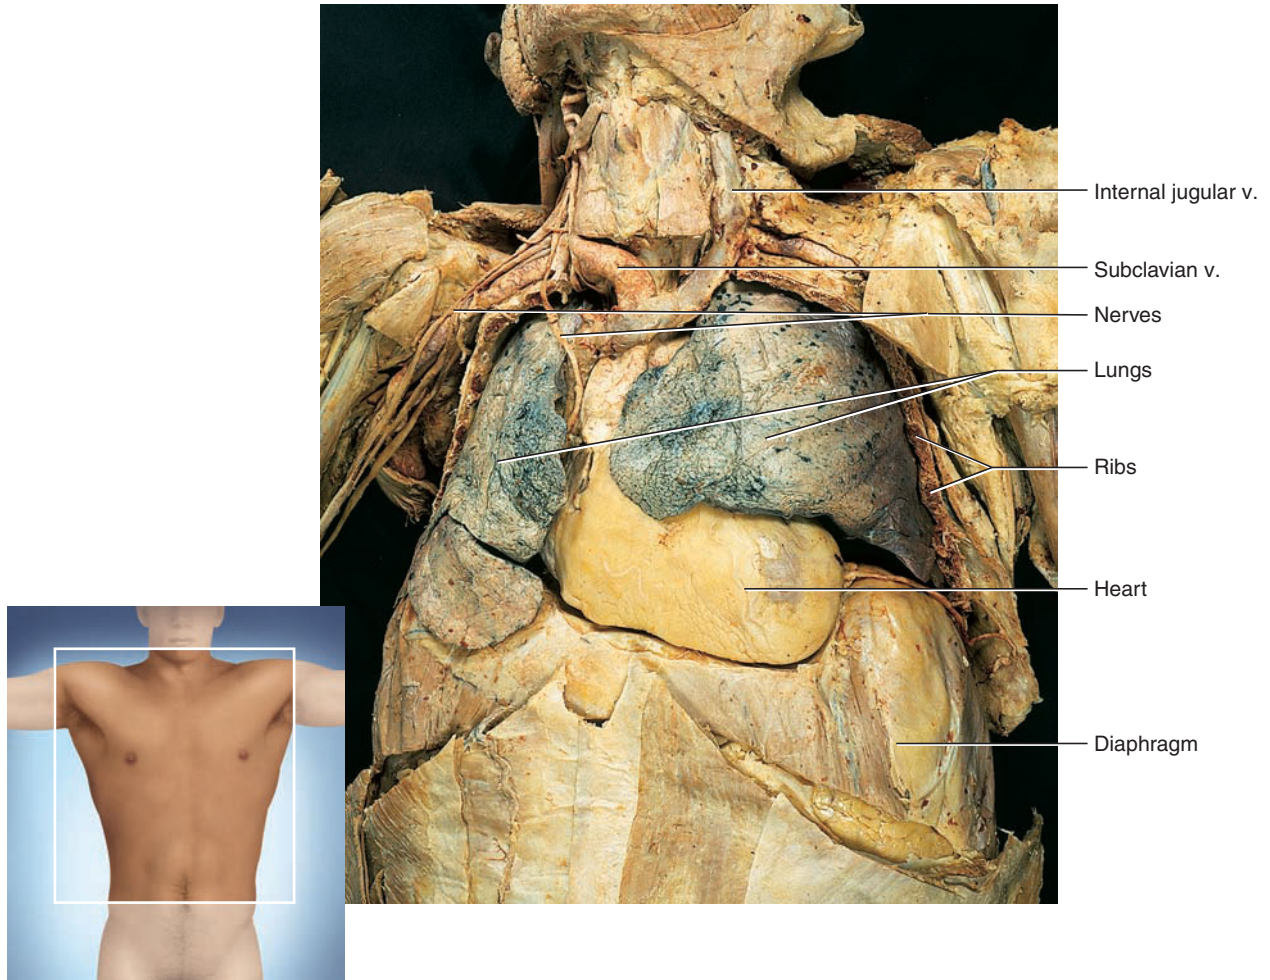 Internal jugular v.
Subclavian v.
Nerves
Lungs
Ribs
Heart
Diaphragm